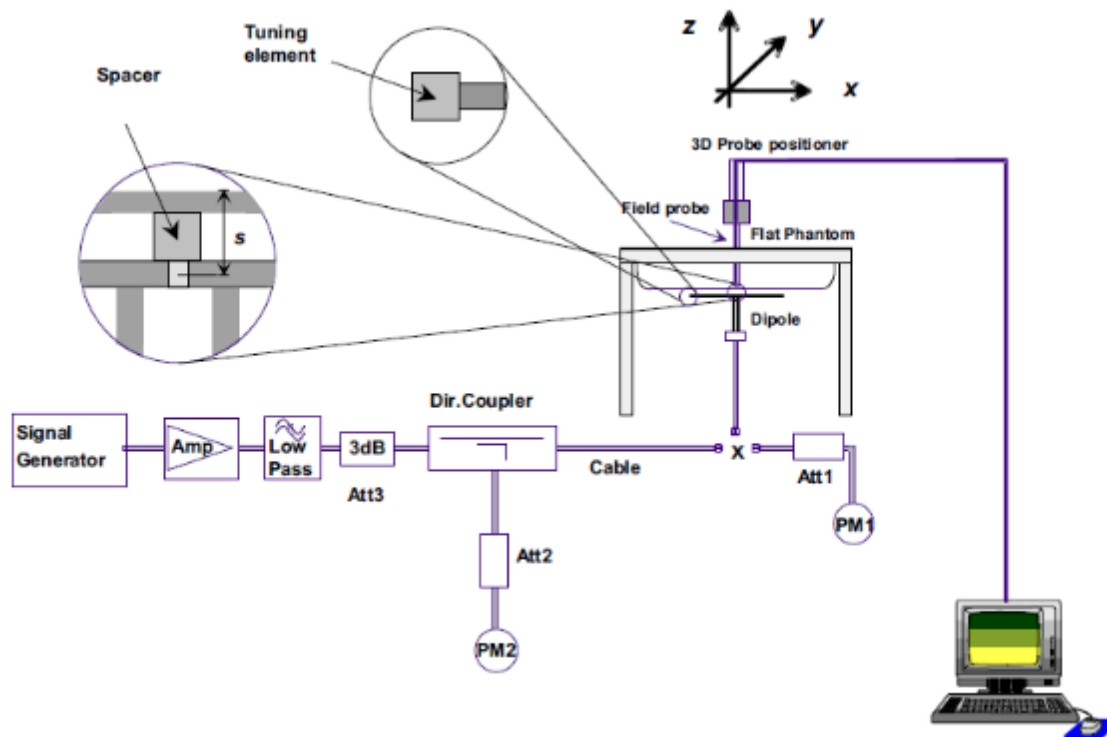 Tuning
element
Spacer
s
z
y
x
3D Probe positioner
Field probe
Flat Phantom
Dipole
Dir.Coupler
Signal
Generator
Amp
Low
Pass
3dB
Att3
Cable
X
Att1
PM1
Att2
PM2